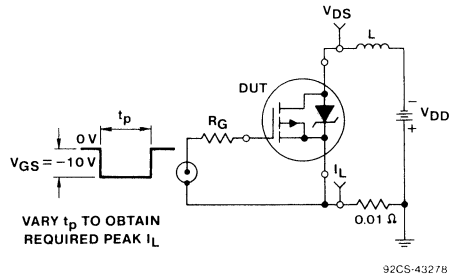 V_DS
L
DUT
t_p
R_G
0 V
V_GS = −10 V
−
V_DD
+
I_L
0.01 Ω
VARY t_p TO OBTAIN
REQUIRED PEAK I_L
92CS-43278